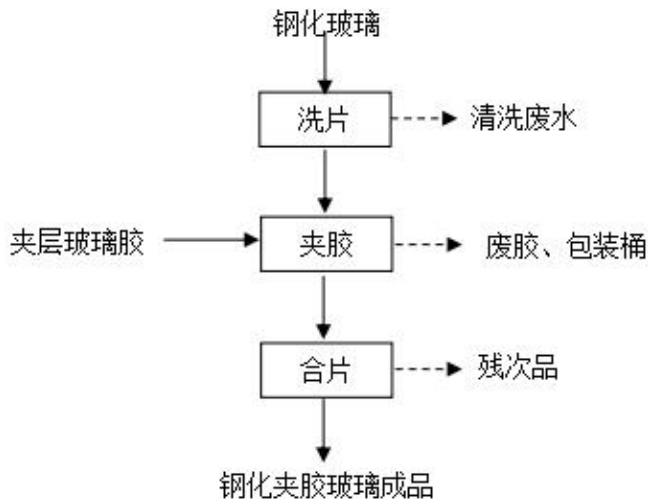 钢化玻璃
洗片
清洗废水
夹层玻璃胶
夹胶
废胶、包装桶
合片
残次品
钢化夹胶玻璃成品